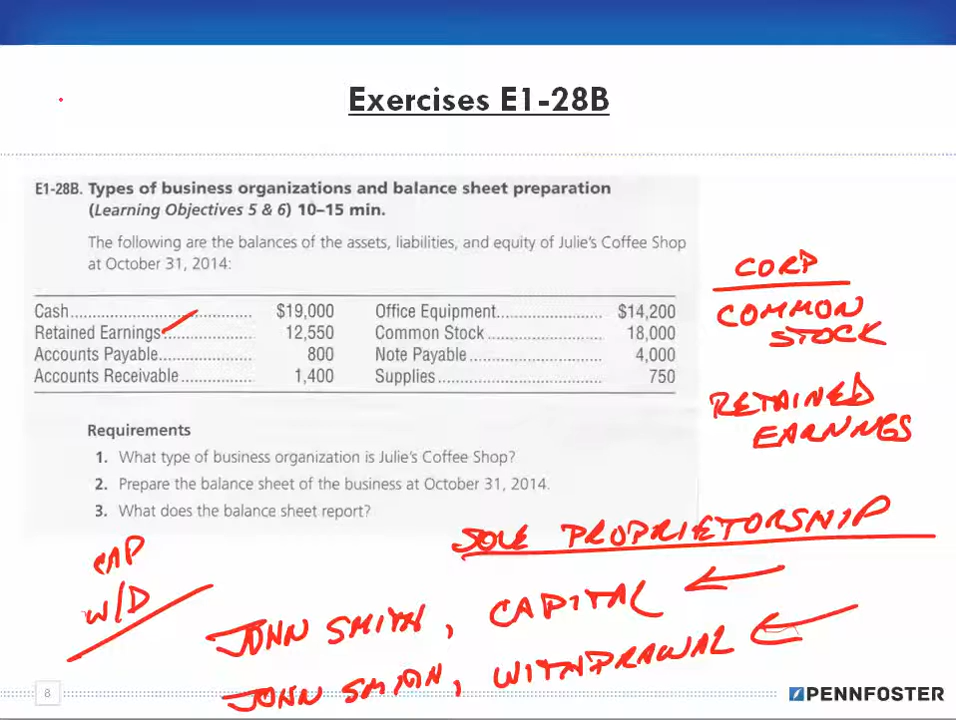 Exercises E1-28B
E1-28B. Types of business organizations and balance sheet preparation
(Learning Objectives 5 & 6) 10–15 min.
The following are the balances of the assets, liabilities, and equity of Julie's Coffee Shop
at October 31, 2014:
Cash.......................................... $19,000 Office Equipment........................ $14,200
Retained Earnings..................... 12,550 Common Stock.......................... 18,000
Accounts Payable..................... 800 Note Payable.............................. 4,000
Accounts Receivable................ 1,400 Supplies..................................... 750
Requirements
1. What type of business organization is Julie's Coffee Shop?
2. Prepare the balance sheet of the business at October 31, 2014.
3. What does the balance sheet report?
CORP
COMMON
STOCK
RETAINED
EARNINGS
SOLE PROPRIETORSHIP
CAP
W/D
JOHN SMITH, CAPITAL
JOHN SMITH, WITHDRAWAL
8
PENNFOSTER